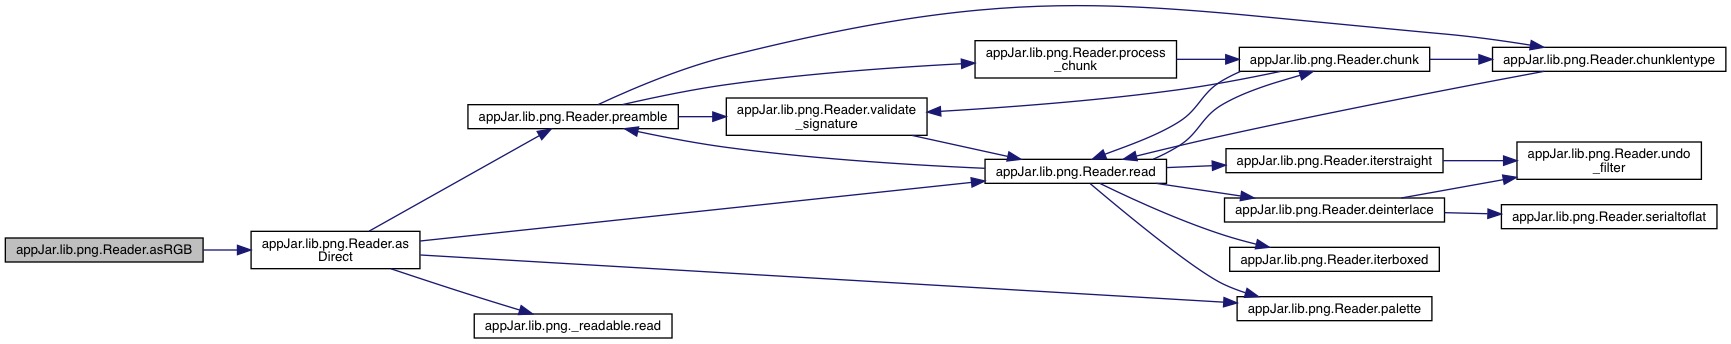 appJar.lib.png.Reader.asRGB
appJar.lib.png.Reader.as
Direct
appJar.lib.png.Reader.preamble
appJar.lib.png._readable.read
appJar.lib.png.Reader.validate
_signature
appJar.lib.png.Reader.process
_chunk
appJar.lib.png.Reader.read
appJar.lib.png.Reader.chunk
appJar.lib.png.Reader.iterstraight
appJar.lib.png.Reader.deinterlace
appJar.lib.png.Reader.iterboxed
appJar.lib.png.Reader.palette
appJar.lib.png.Reader.chunklentype
appJar.lib.png.Reader.undo
_filter
appJar.lib.png.Reader.serialtoflat